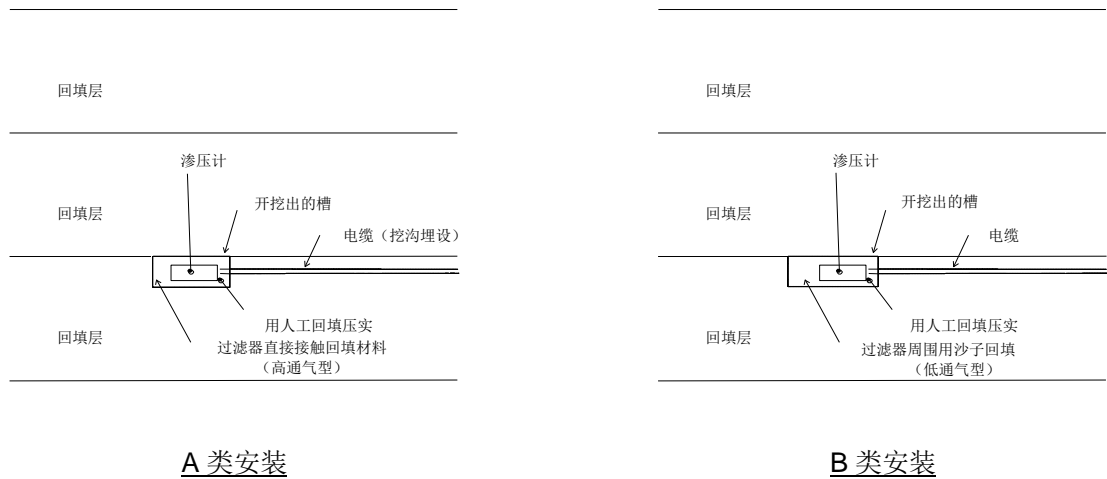 回填层
渗压计
开挖出的槽
回填层
电缆（挖沟埋设）
用人工回填压实
回填层
过滤器直接接触回填材料
（高通气型）
A 类安装
回填层
渗压计
开挖出的槽
回填层
电缆
用人工回填压实
回填层
过滤器周围用沙子回填
（低通气型）
B 类安装